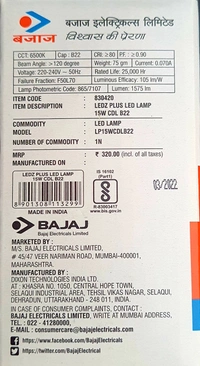 बजाज
बजाज इलेक्ट्रिकल्स लिमिटेड
विश्वास की प्रेरणा
CCT: 6500K Cap : B22 CRI : ≥80 PF : ≥0.90
Beam Angle : >120 degree Weight: 75 gm Current: 0.070A
Voltage : 220-240V ~ 50Hz Rated Life: 25,000 Hr
Failure Fraction: F50L70 Luminous Efficacy: 105 lm/W
Lamp Photometric Code: 865/7107 Lumen: 1575 lm
ITEM CODE : 830420
DESCRIPTION : LEDZ PLUS LED LAMP
15W CDL B22
COMMODITY : LED LAMP
MODEL : LP15WCDLB22
NUMBER OF COMMODITY : 1N
MRP : ₹ 320.00 (incl. of all taxes)
MANUFACTURED ON :
LEDZ PLUS LED LAMP
15W CDL B22
8901308113299
IS 16102
(Part1)
R-83003417
www.bis.gov.in
03/2022
MADE IN INDIA
BAJAJ
Bajaj Electricals Limited
MARKETED BY :
M/S. BAJAJ ELECTRICALS LIMITED,
# 45/47 VEER NARIMAN ROAD, MUMBAI-400001,
MAHARASHTRA.
MANUFACTURED BY :
DIXON TECHNOLOGIES INDIA LTD.
AT : KHASRA NO. 1050, CENTRAL HOPE TOWN,
SELAQUI INDUSTRIAL AREA, TEHSIL VIKAS NAGAR, SELAQUI,
DEHRADUN, UTTARAKHAND - 248 011, INDIA.
IN CASE OF CONSUMER COMPLAINTS, CONTACT :
BAJAJ ELECTRICALS LIMITED, WRITE AT MUMBAI ADDRESS,
TEL : 022 - 41280000,
E-MAIL : consumercare@bajajelectricals.com
https://www.facebook.com/BajajElectricals
https://twitter.com/BajajElectrical